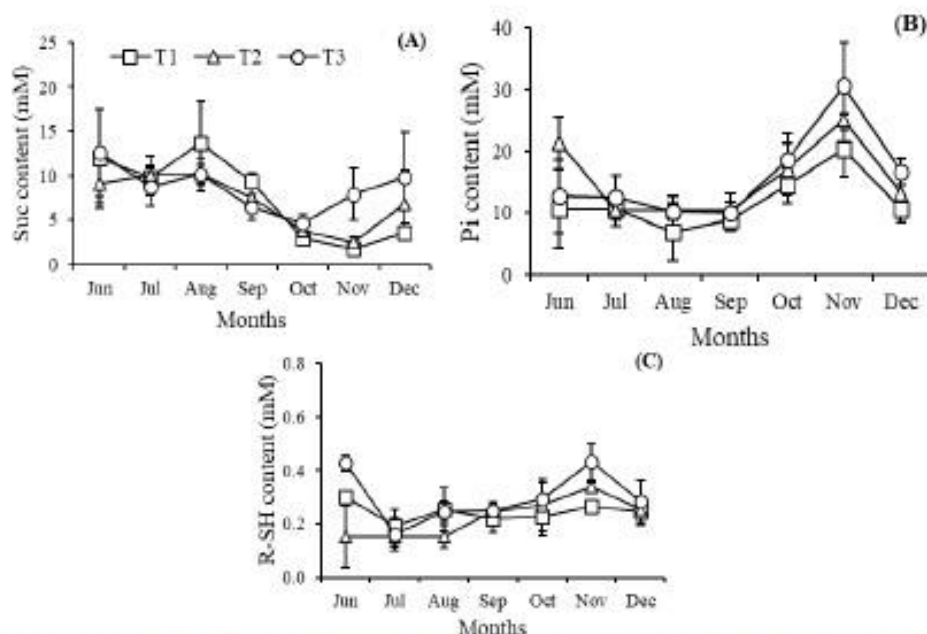 (A)
25
20
15
10
5
0
Suc content (mM)
T1 T2 T3
Jun Jul Aug Sep Oct Nov Dec
Months
(B)
40
30
20
10
0
Pi content (mM)
Jun Jul Aug Sep Oct Nov Dec
Months
(C)
0.8
0.6
0.4
0.2
0.0
R-SH content (mM)
Jun Jul Aug Sep Oct Nov Dec
Months